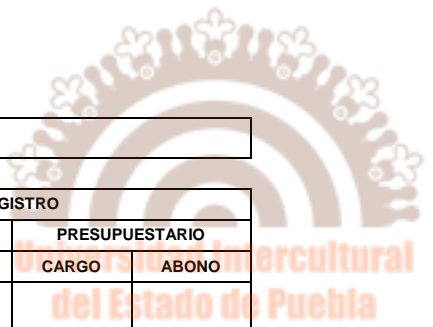 GISTRO
PRESUPUESTARIO
CARGO ABONO
Universidad Intercultural
del Estado de Puebla